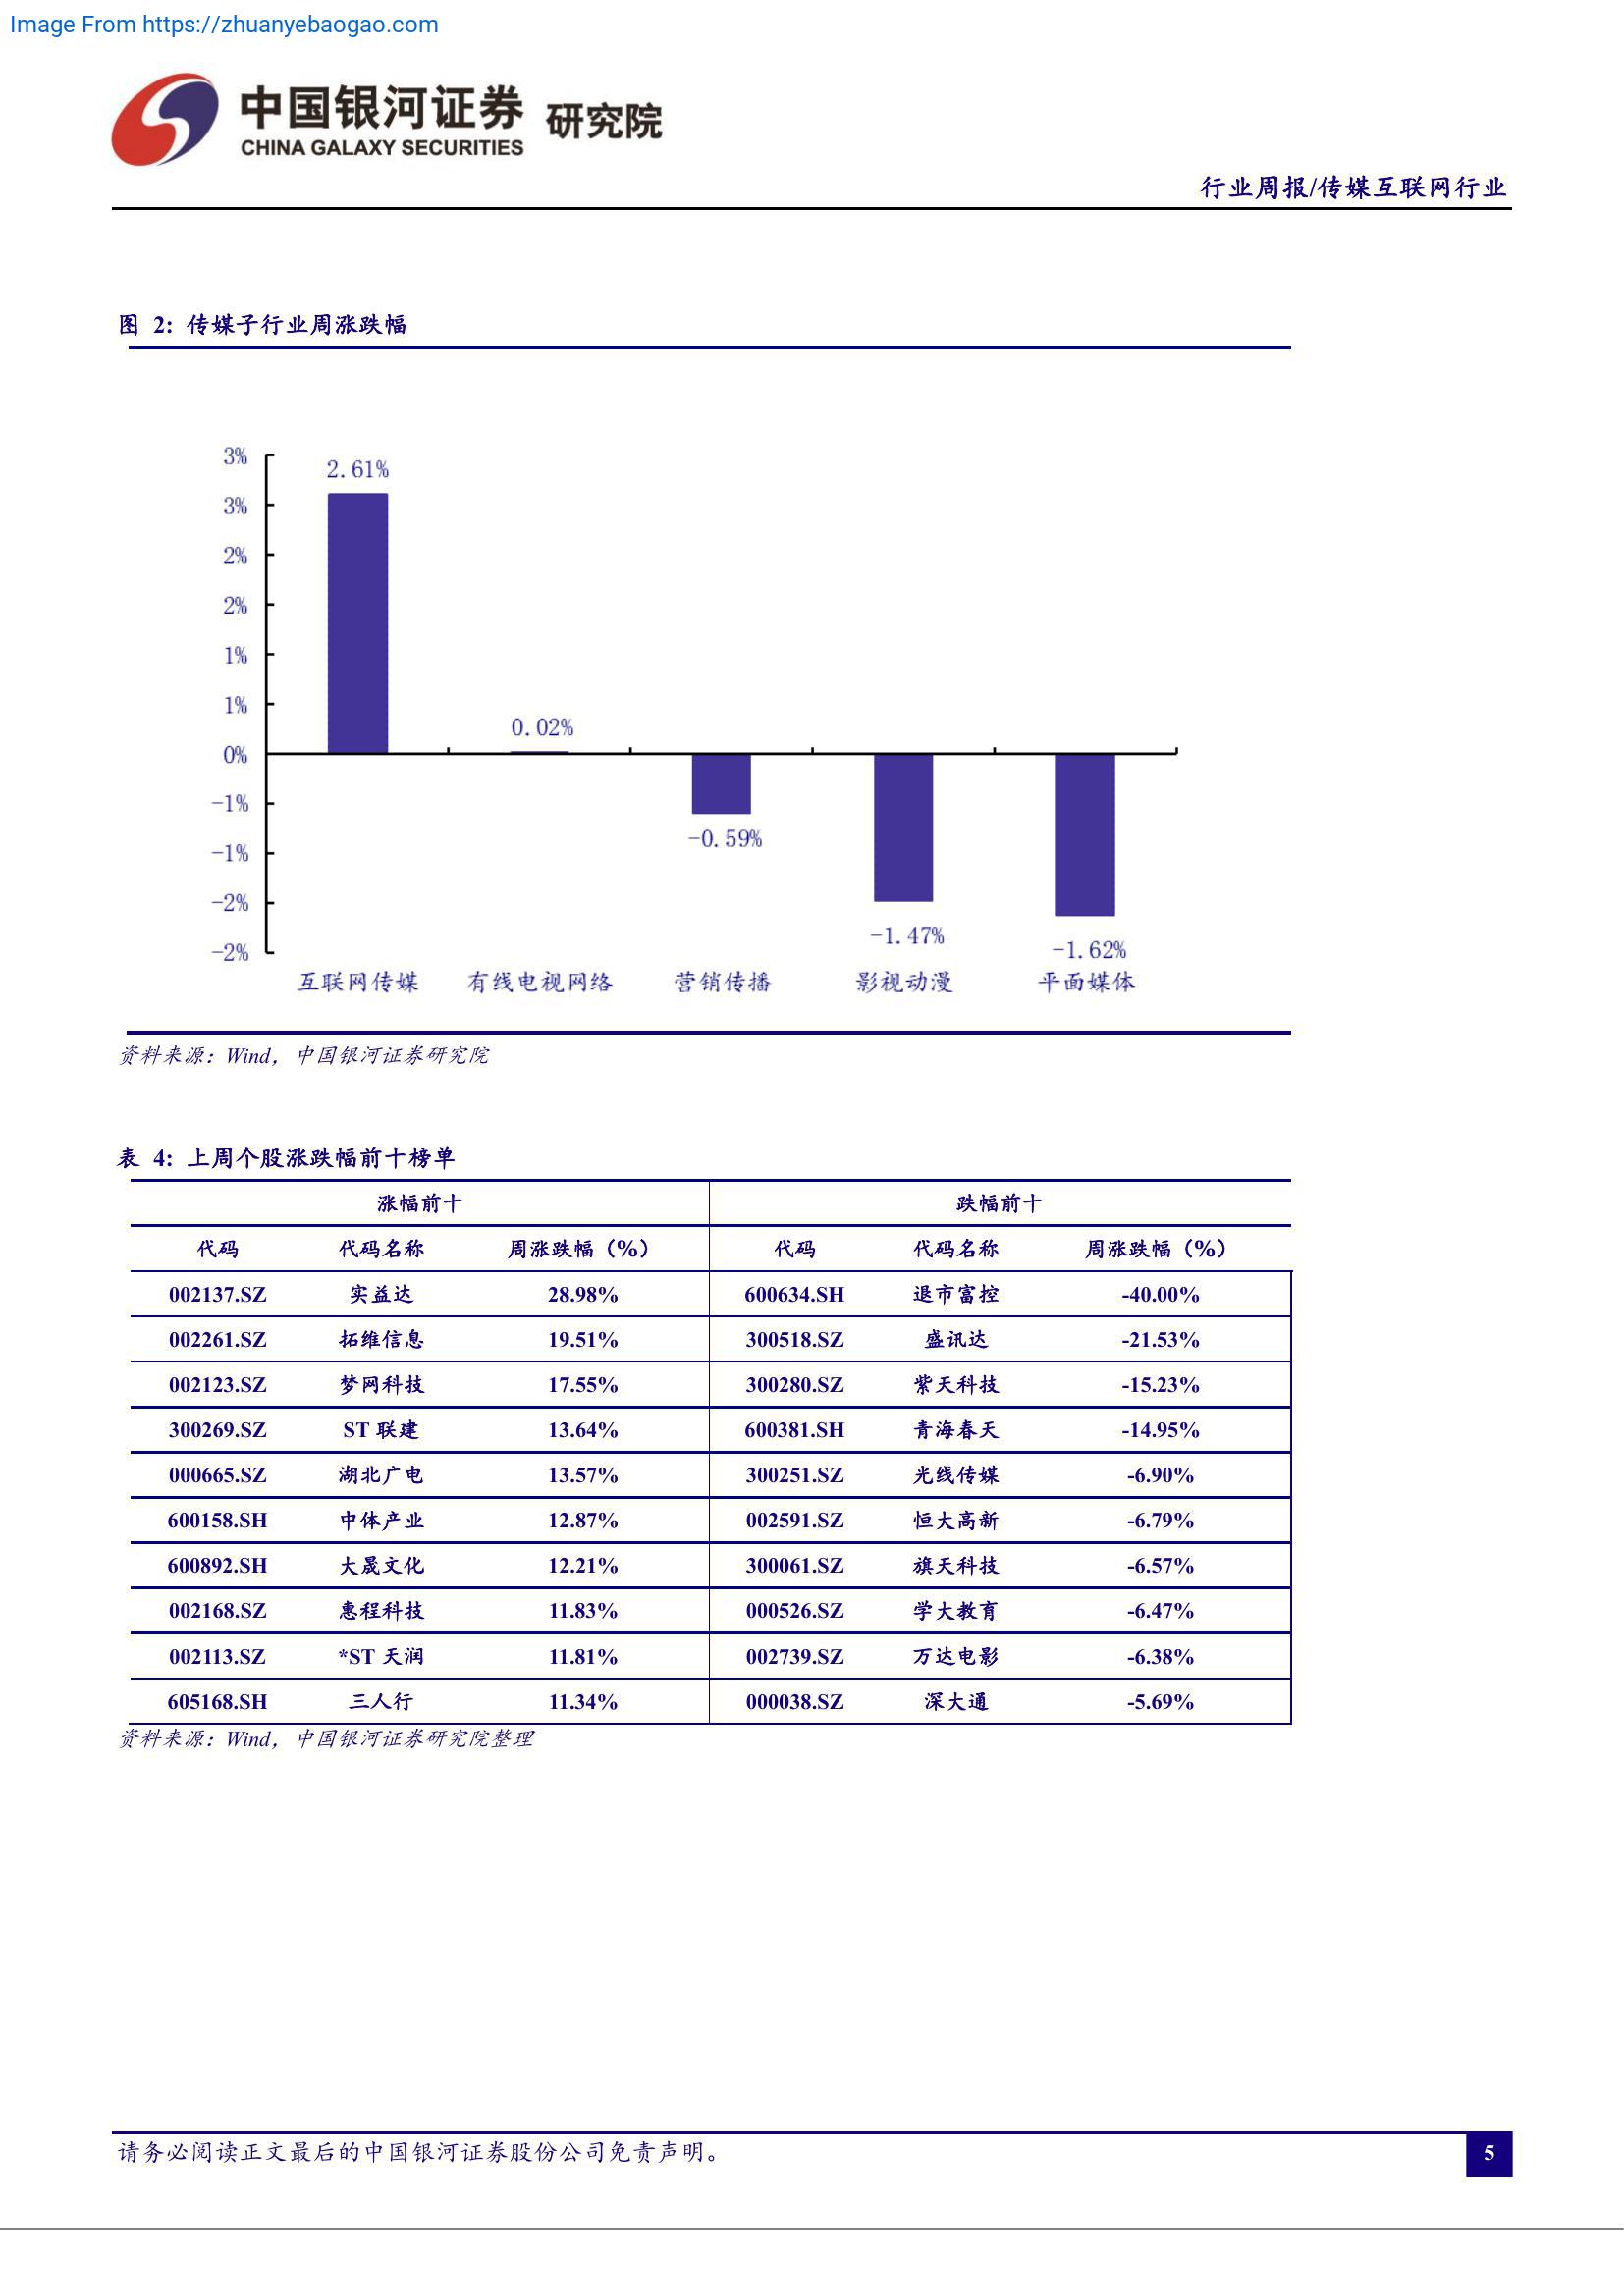 Image From https://zhuanyebaogao.com
中国银河证券 研究院
CHINA GALAXY SECURITIES
行业周报/传媒互联网行业
图 2: 传媒子行业周涨跌幅
3%
3%
2%
2%
1%
1%
0%
-1%
-1%
-2%
-2%
2.61%
0.02%
-0.59%
-1.47%
-1.62%
互联网传媒 有线电视网络 营销传播 影视动漫 平面媒体
资料来源：Wind，中国银河证券研究院
表 4: 上周个股涨跌幅前十榜单
涨幅前十 跌幅前十
代码 代码名称 周涨跌幅（%） 代码 代码名称 周涨跌幅（%）
002137.SZ 实益达 28.98% 600634.SH 退市富控 -40.00%
002261.SZ 拓维信息 19.51% 300518.SZ 盛讯达 -21.53%
002123.SZ 梦网科技 17.55% 300280.SZ 紫天科技 -15.23%
300269.SZ ST 联建 13.64% 600381.SH 青海春天 -14.95%
000665.SZ 湖北广电 13.57% 300251.SZ 光线传媒 -6.90%
600158.SH 中体产业 12.87% 002591.SZ 恒大高新 -6.79%
600892.SH 大晟文化 12.21% 300061.SZ 旗天科技 -6.57%
002168.SZ 惠程科技 11.83% 000526.SZ 学大教育 -6.47%
002113.SZ *ST 天润 11.81% 002739.SZ 万达电影 -6.38%
605168.SH 三人行 11.34% 000038.SZ 深大通 -5.69%
资料来源：Wind，中国银河证券研究院整理
请务必阅读正文最后的中国银河证券股份公司免责声明。
5